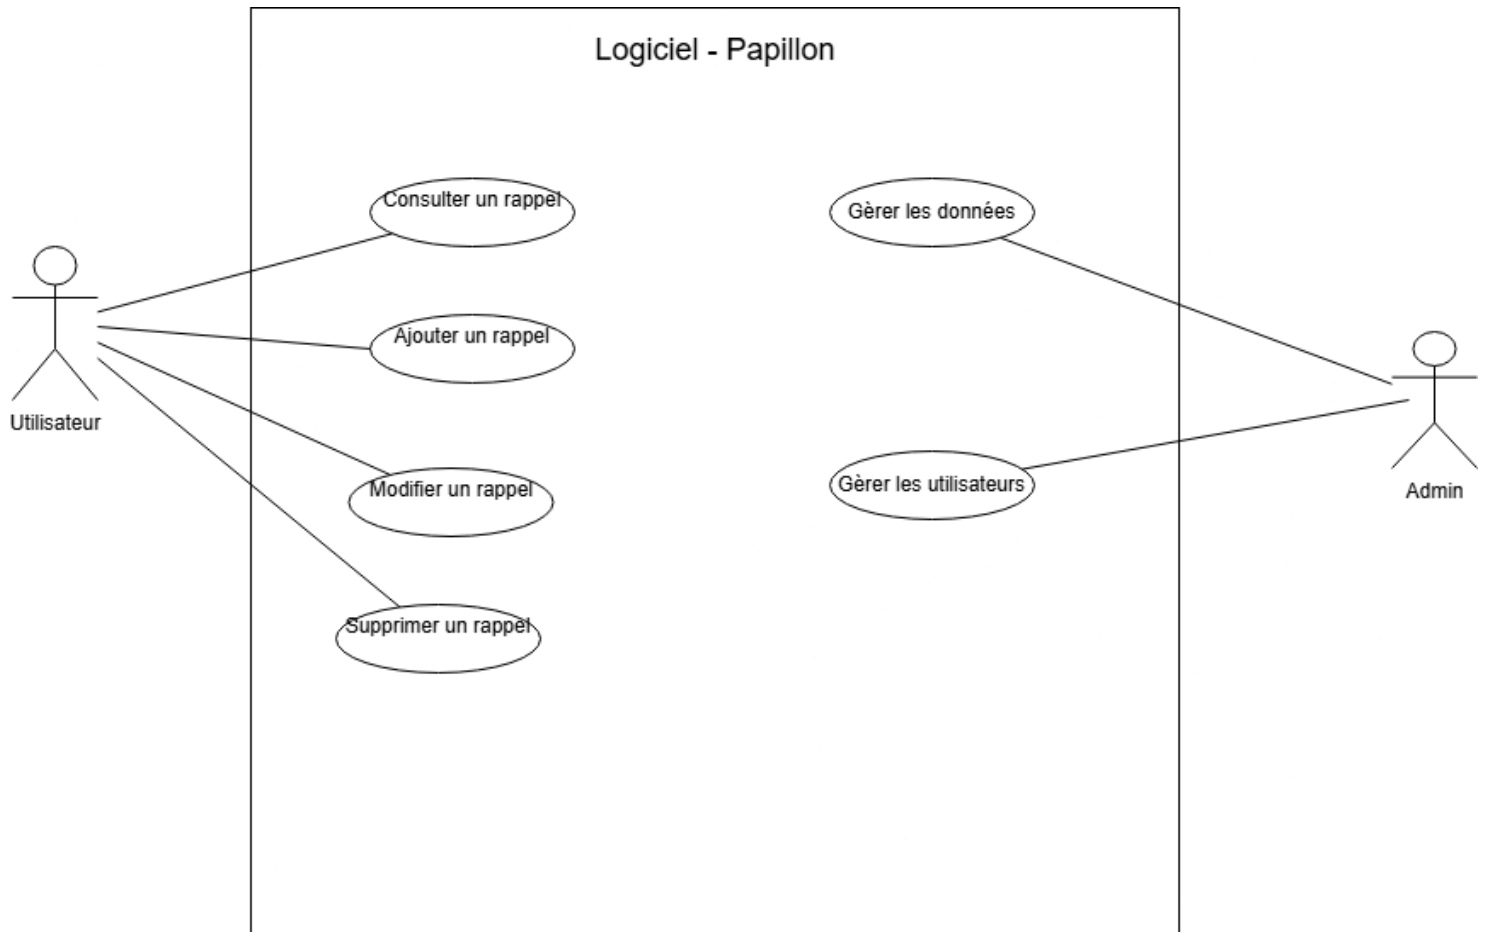 Logiciel - Papillon
Consulter un rappel
Gèrer les données
Ajouter un rappel
Utilisateur
Modifier un rappel
Gèrer les utilisateurs
Admin
Supprimer un rappel